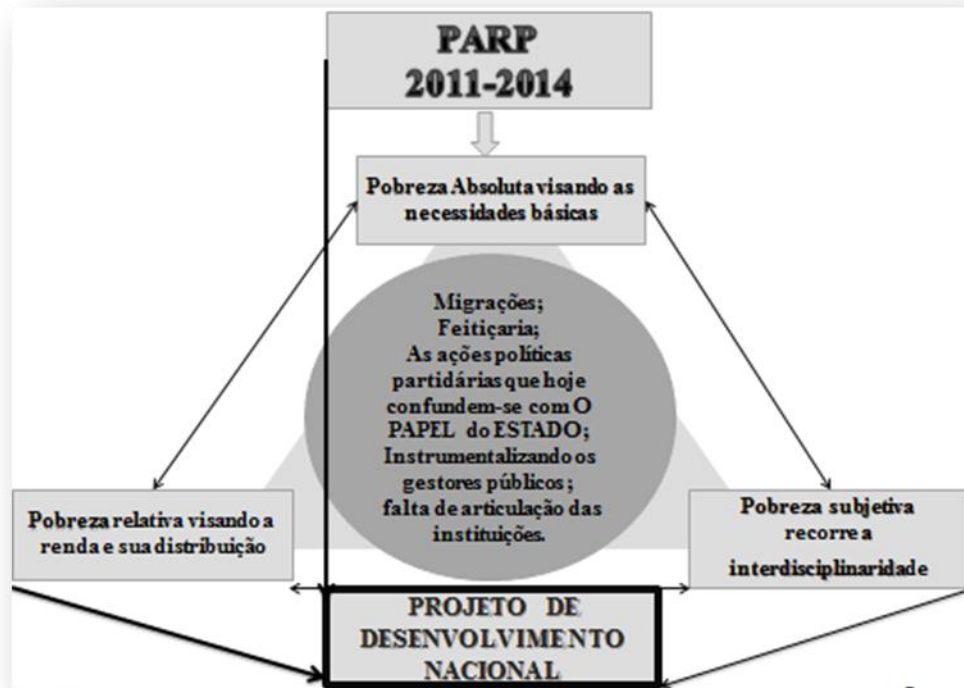 PARP
2011-2014
Pobreza Absoluta visando as
necessidades básicas
Migrações;
Feitiçaria;
As ações políticas
partidárias que hoje
confundem-se com O
PAPEL do ESTADO;
Instrumentalizando os
gestores públicos;
falta de articulação das
instituições.
Pobreza relativa visando a
renda e sua distribuição
Pobreza subjetiva
recorre a
interdisciplinaridade
PROJETO DE
DESENVOLVIMENTO
NACIONAL